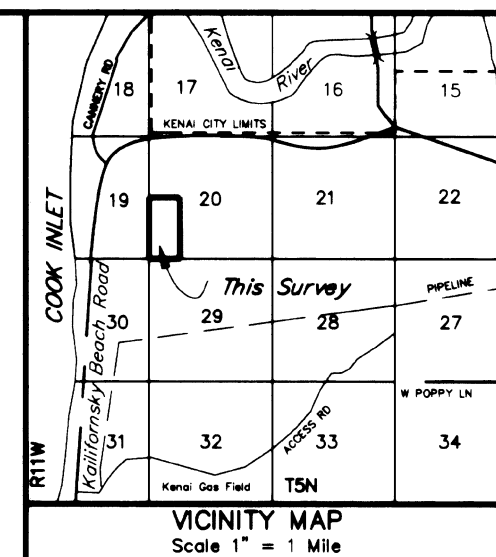 Kenai
River
18
17
16
15
CANNERY RD
KENAI CITY LIMITS
19
20
21
22
COOK INLET
This Survey
PIPELINE
30
29
28
27
Kailifornsky Beach Road
W POPPY LN
31
32
33
34
ACCESS RD
R11W
Kenai Gas Field
T5N
VICINITY MAP
Scale 1" = 1 Mile